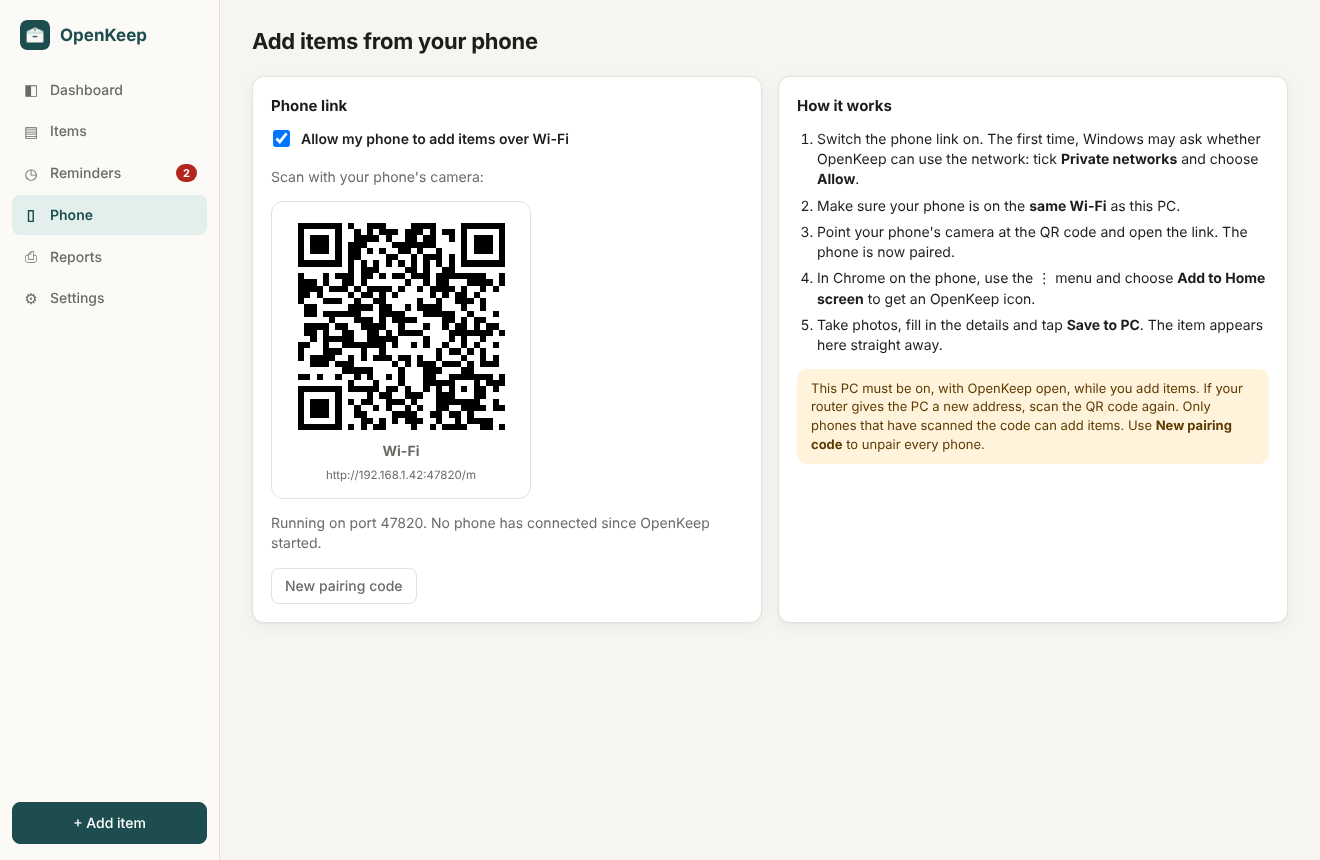 OpenKeep
Dashboard
Items
Reminders 2
Phone
Reports
Settings
+ Add item
Add items from your phone
Phone link
Allow my phone to add items over Wi-Fi
Scan with your phone's camera:
Wi-Fi
http://192.168.1.42:47820/m
Running on port 47820. No phone has connected since OpenKeep
started.
New pairing code
How it works
1. Switch the phone link on. The first time, Windows may ask whether
OpenKeep can use the network: tick Private networks and choose
Allow.
2. Make sure your phone is on the same Wi-Fi as this PC.
3. Point your phone's camera at the QR code and open the link. The
phone is now paired.
4. In Chrome on the phone, use the ⋮ menu and choose Add to Home
screen to get an OpenKeep icon.
5. Take photos, fill in the details and tap Save to PC. The item appears
here straight away.
This PC must be on, with OpenKeep open, while you add items. If your
router gives the PC a new address, scan the QR code again. Only
phones that have scanned the code can add items. Use New pairing
code to unpair every phone.